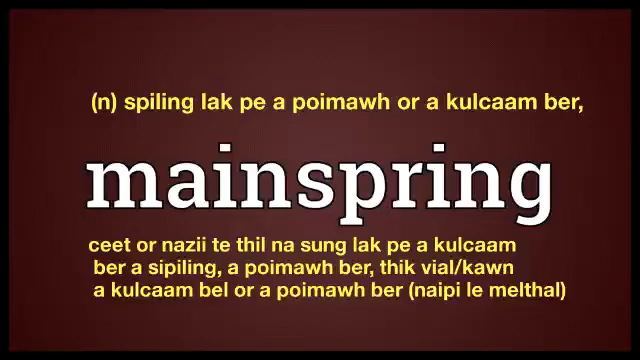 (n) spiling lak pe a poimawh or a kulcaam ber,
mainspring
ceet or nazii te thil na sung lak pe a kulcaam
ber a sipiling, a poimawh ber, thik vial/kawn
a kulcaam bel or a poimawh ber (naipi le melthal)